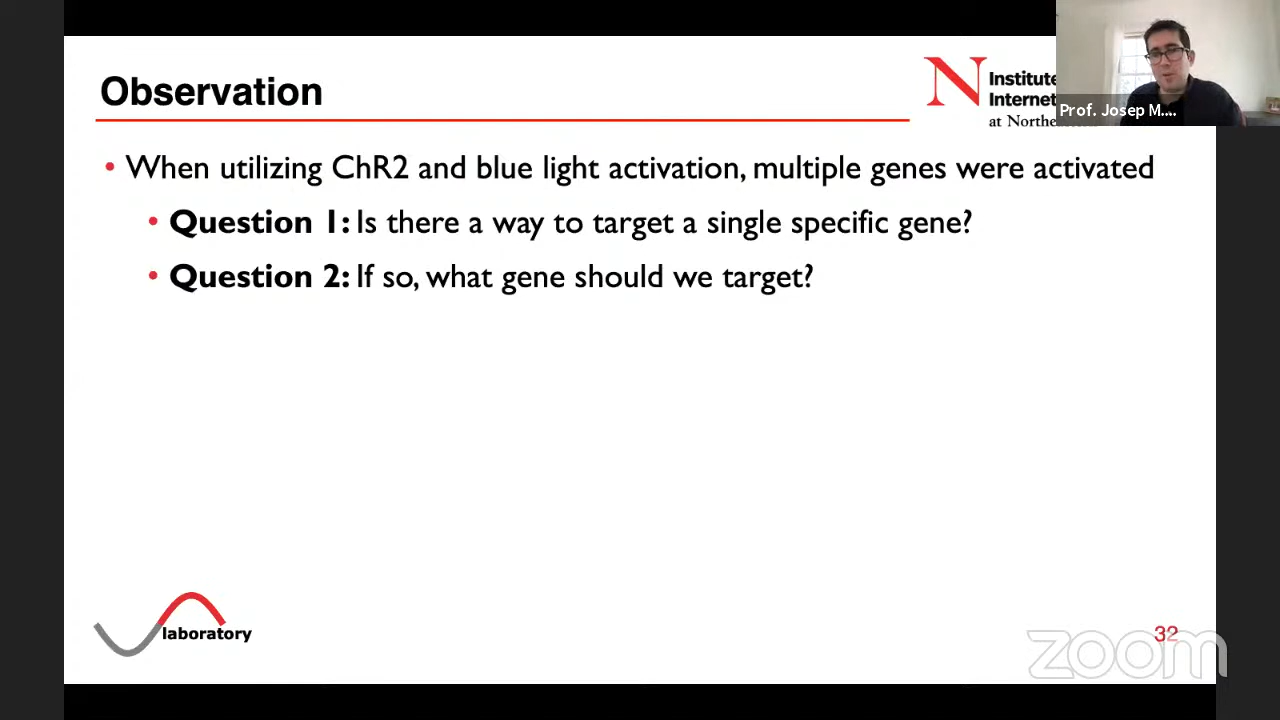 Observation
Institute
Internet
at Northe
Prof. Josep M....
• When utilizing ChR2 and blue light activation, multiple genes were activated
• Question 1: Is there a way to target a single specific gene?
• Question 2: If so, what gene should we target?
laboratory
32
zoom